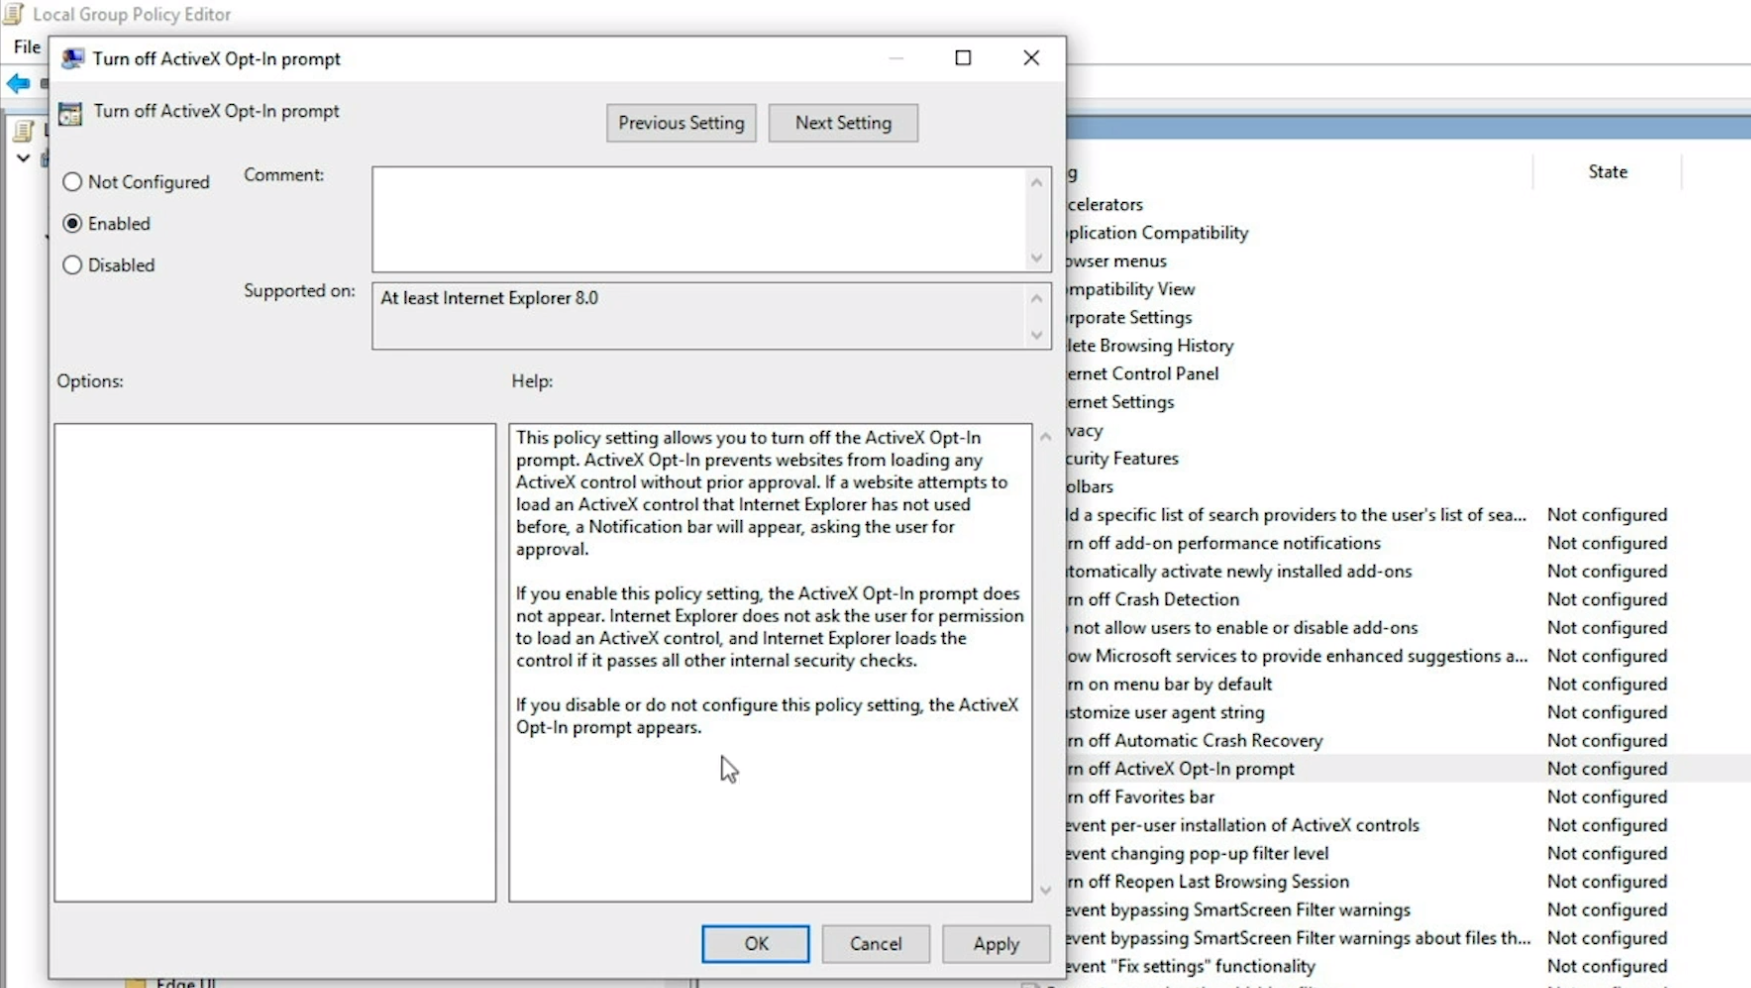 Local Group Policy Editor
File
Turn off ActiveX Opt-In prompt
Turn off ActiveX Opt-In prompt
Previous Setting
Next Setting
Not Configured
Enabled
Disabled
Comment:
Supported on:
At least Internet Explorer 8.0
Options:
Help:
This policy setting allows you to turn off the ActiveX Opt-In
prompt. ActiveX Opt-In prevents websites from loading any
ActiveX control without prior approval. If a website attempts to
load an ActiveX control that Internet Explorer has not used
before, a Notification bar will appear, asking the user for
approval.
If you enable this policy setting, the ActiveX Opt-In prompt does
not appear. Internet Explorer does not ask the user for permission
to load an ActiveX control, and Internet Explorer loads the
control if it passes all other internal security checks.
If you disable or do not configure this policy setting, the ActiveX
Opt-In prompt appears.
OK
Cancel
Apply
g State
celerators
plication Compatibility
owser menus
mpatibility View
rporate Settings
lete Browsing History
ernet Control Panel
ernet Settings
vacy
curity Features
olbars
ld a specific list of search providers to the user's list of sea... Not configured
rn off add-on performance notifications Not configured
tomatically activate newly installed add-ons Not configured
rn off Crash Detection Not configured
not allow users to enable or disable add-ons Not configured
ow Microsoft services to provide enhanced suggestions a... Not configured
rn on menu bar by default Not configured
stomize user agent string Not configured
rn off Automatic Crash Recovery Not configured
rn off ActiveX Opt-In prompt Not configured
rn off Favorites bar Not configured
event per-user installation of ActiveX controls Not configured
event changing pop-up filter level Not configured
rn off Reopen Last Browsing Session Not configured
event bypassing SmartScreen Filter warnings Not configured
event bypassing SmartScreen Filter warnings about files th... Not configured
event "Fix settings" functionality Not configured
Edge UI